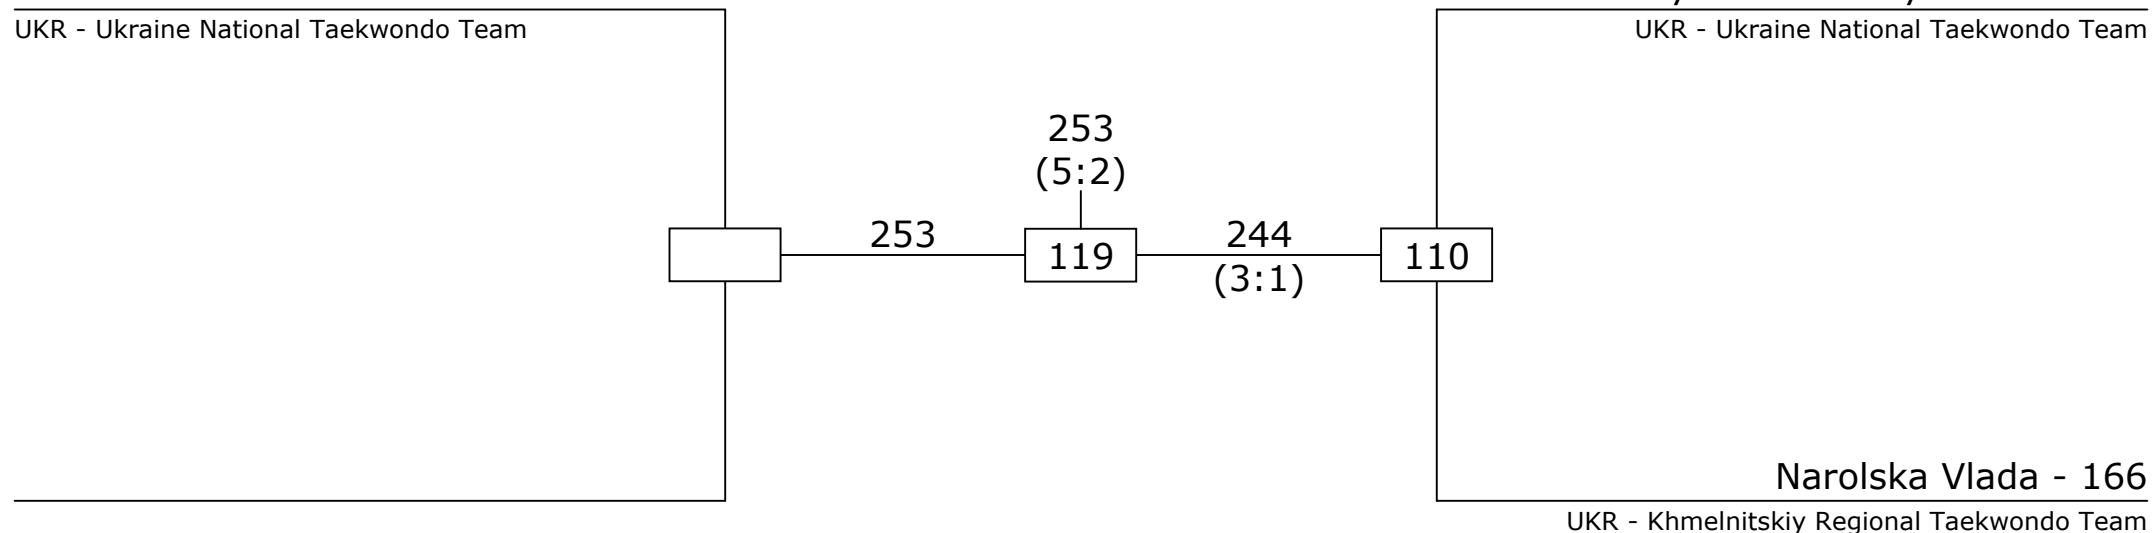 UKR - Ukraine National Taekwondo Team
UKR - Ukraine National Taekwondo Team
253
(5:2)
253
119
244
(3:1)
110
Narolska Vlada - 166
UKR - Khmelnitskiy Regional Taekwondo Team